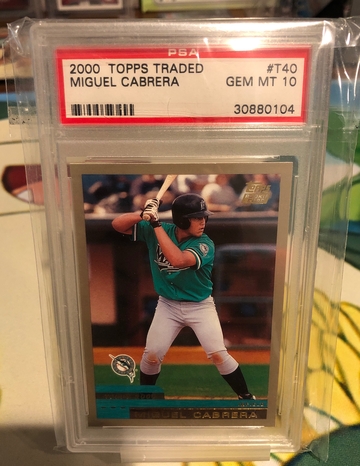 PSA
2000 TOPPS TRADED #T40
MIGUEL CABRERA GEM MT 10
30880104
MIGUEL CABRERA